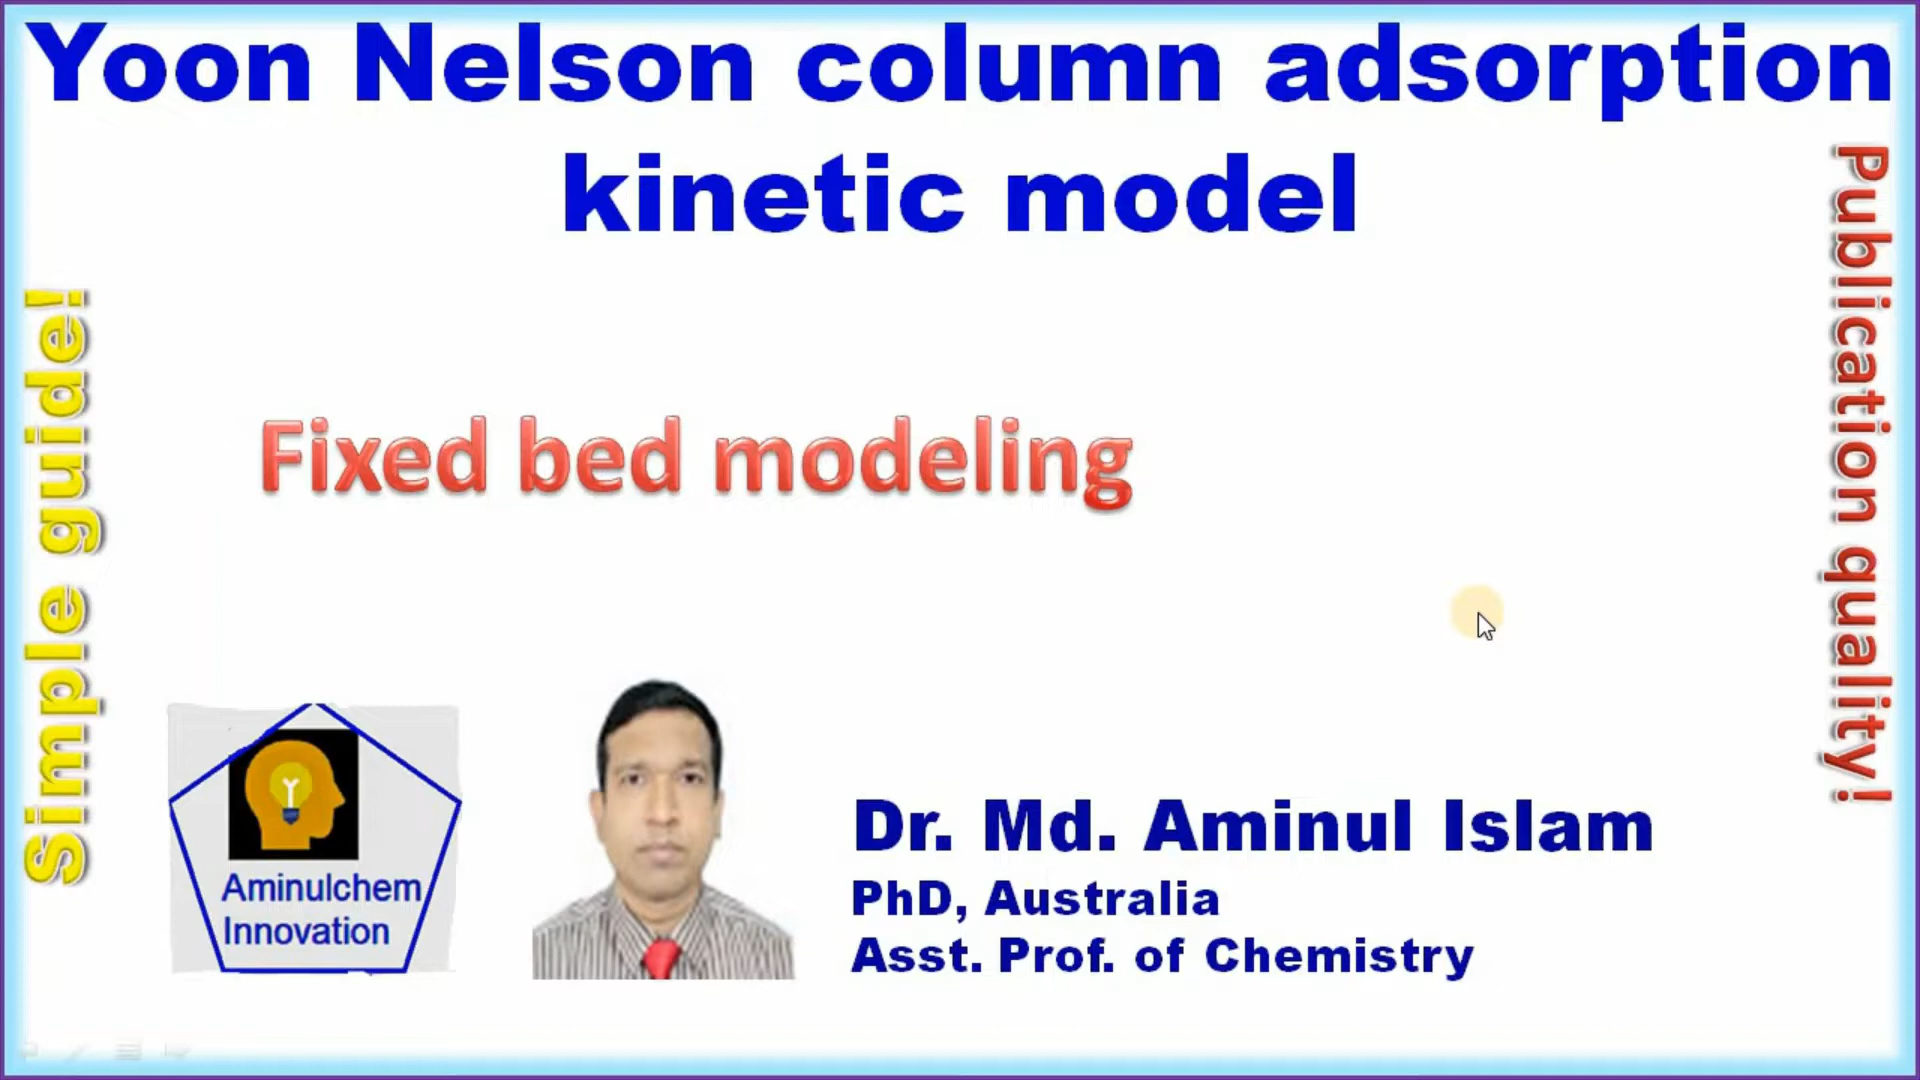 Yoon Nelson column adsorption
kinetic model
Simple guide!
Publication quality!
Fixed bed modeling
Aminulchem
Innovation
Dr. Md. Aminul Islam
PhD, Australia
Asst. Prof. of Chemistry